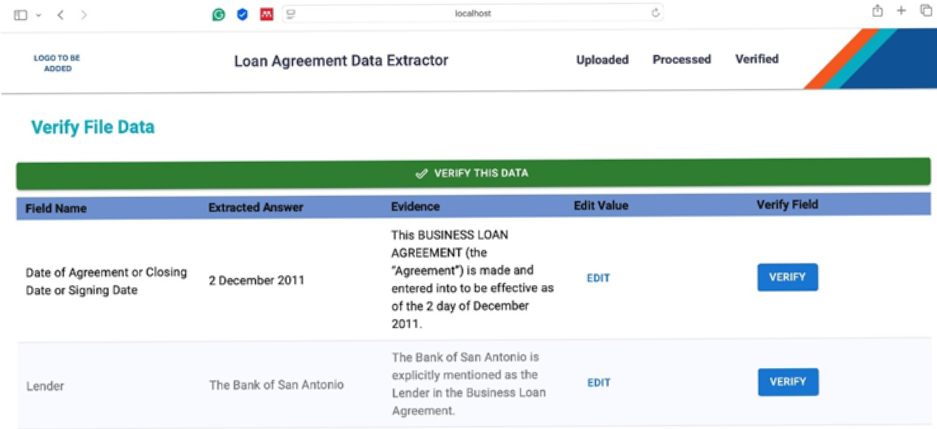 localhost
LOGO TO BE
ADDED
Loan Agreement Data Extractor
Uploaded Processed Verified
Verify File Data
VERIFY THIS DATA
Field Name Extracted Answer Evidence Edit Value Verify Field
This BUSINESS LOAN
AGREEMENT (the
"Agreement") is made and
Date of Agreement or Closing
Date or Signing Date
2 December 2011
entered into to be effective as
of the 2 day of December
2011.
EDIT
VERIFY
Lender
The Bank of San Antonio
The Bank of San Antonio is
explicitly mentioned as the
Lender in the Business Loan
Agreement.
EDIT
VERIFY